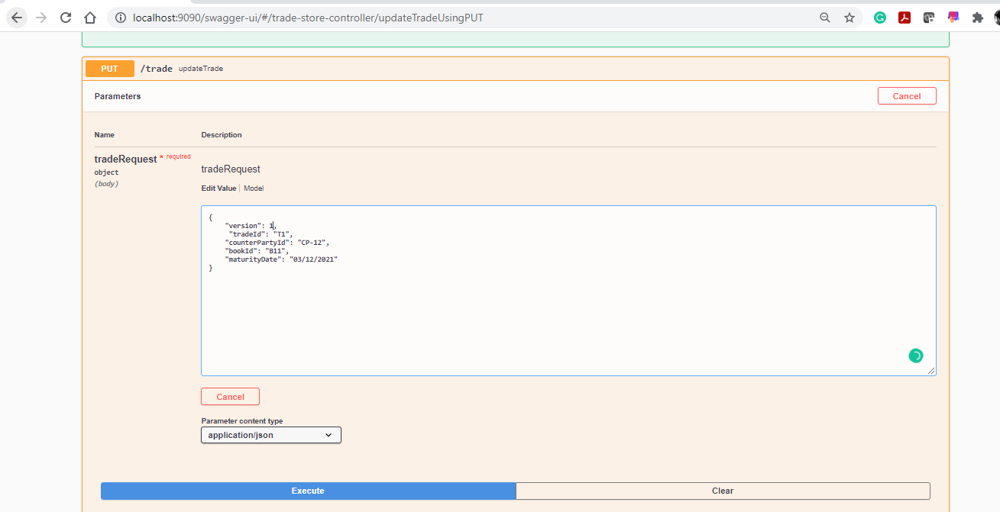 localhost:9090/swagger-ui/#/trade-store-controller/updateTradeUsingPUT
PUT /trade updateTrade
Parameters Cancel
Name Description
tradeRequest * required
object
(body)
tradeRequest
Edit Value | Model
{
"version": 1,
"tradeId": "T1",
"counterPartyId": "CP-12",
"bookId": "B11",
"maturityDate": "03/12/2021"
}
Cancel
Parameter content type
application/json
Execute Clear